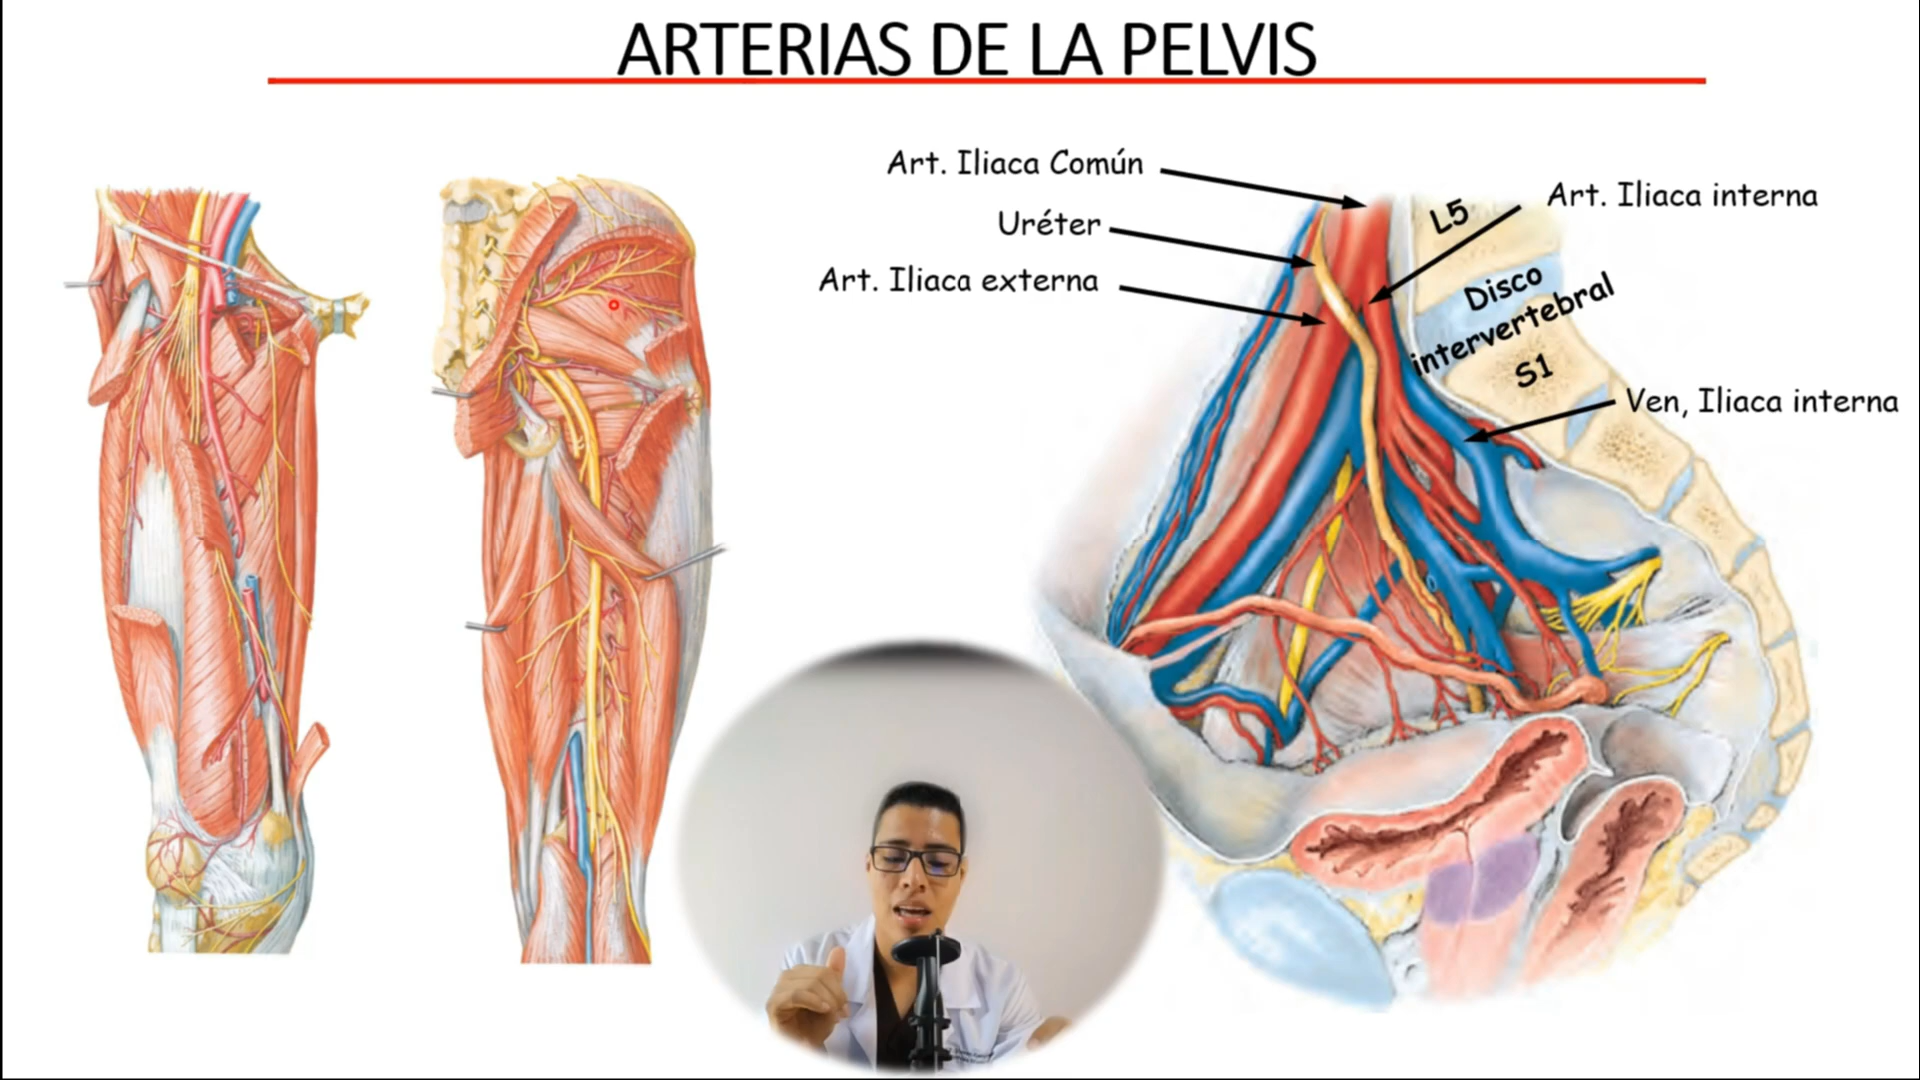 ARTERIAS DE LA PELVIS
Art. Iliaca Común
Uréter
Art. Iliaca externa
Art. Iliaca interna
L5
Disco
intervertebral
S1
Ven, Iliaca interna